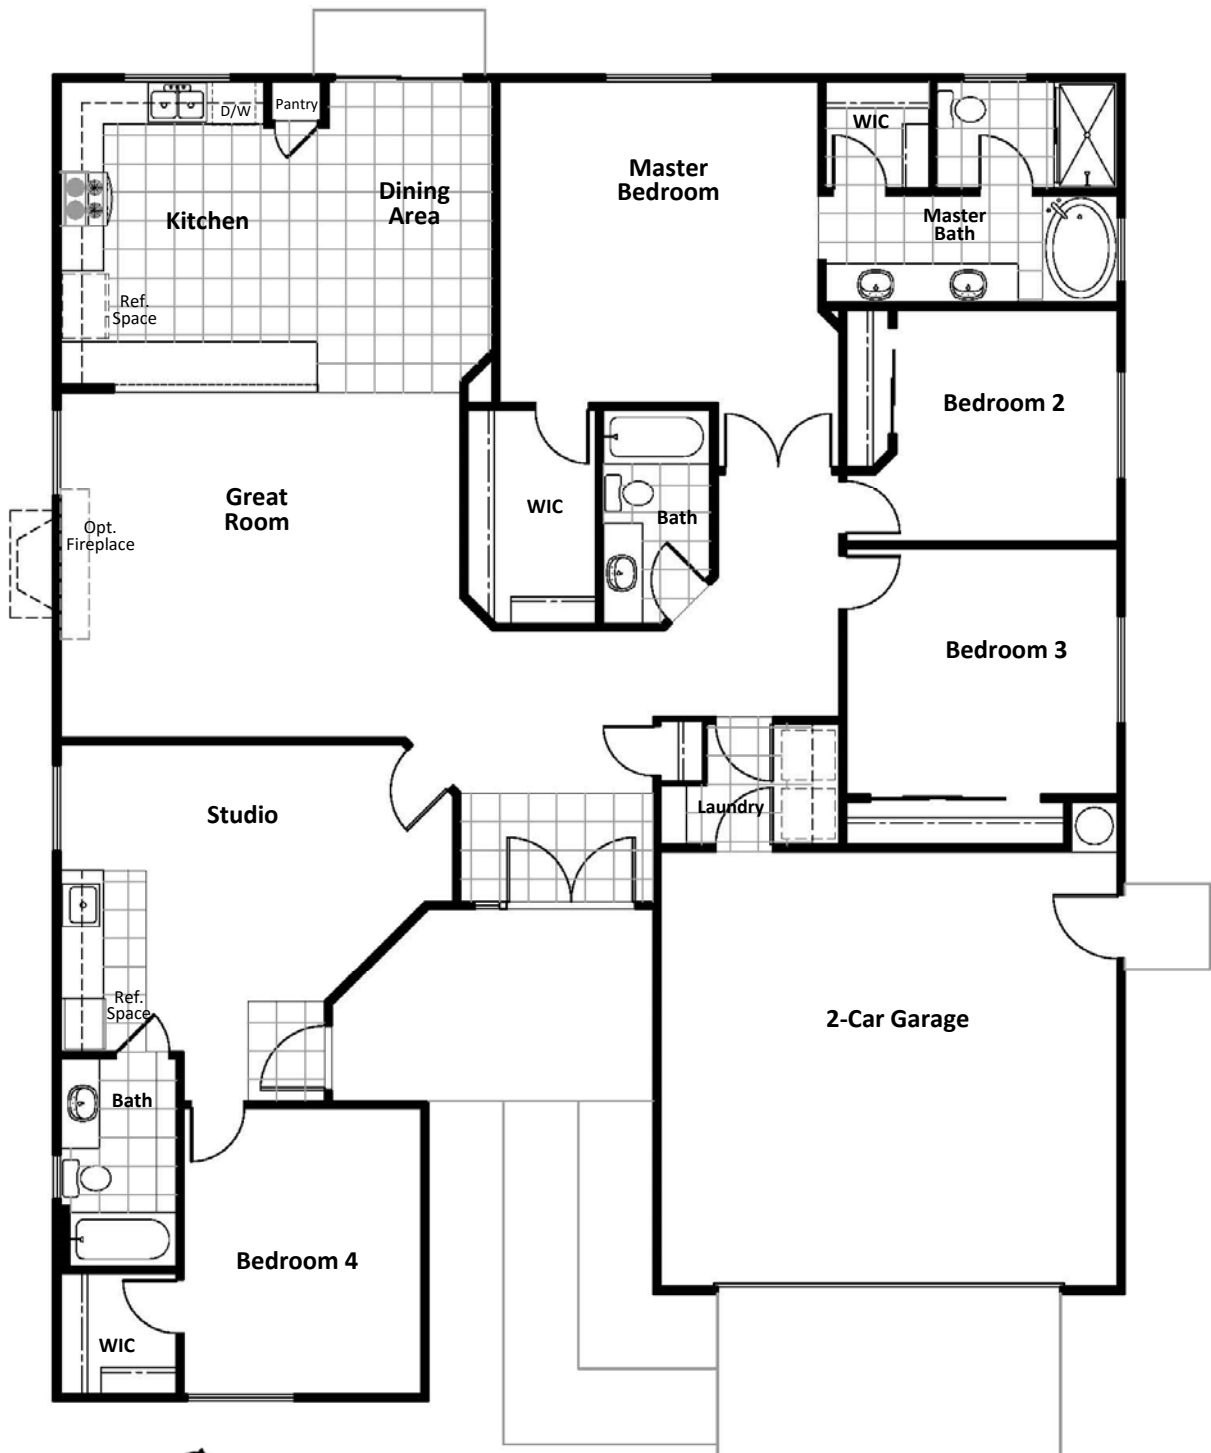 D/W
Pantry
WIC
Master
Bedroom
Dining
Area
Kitchen
Master
Bath
Ref.
Space
Bedroom 2
Great
Room
WIC
Bath
Opt.
Fireplace
Bedroom 3
Studio
Laundry
Ref.
Space
2-Car Garage
Bath
Bedroom 4
WIC